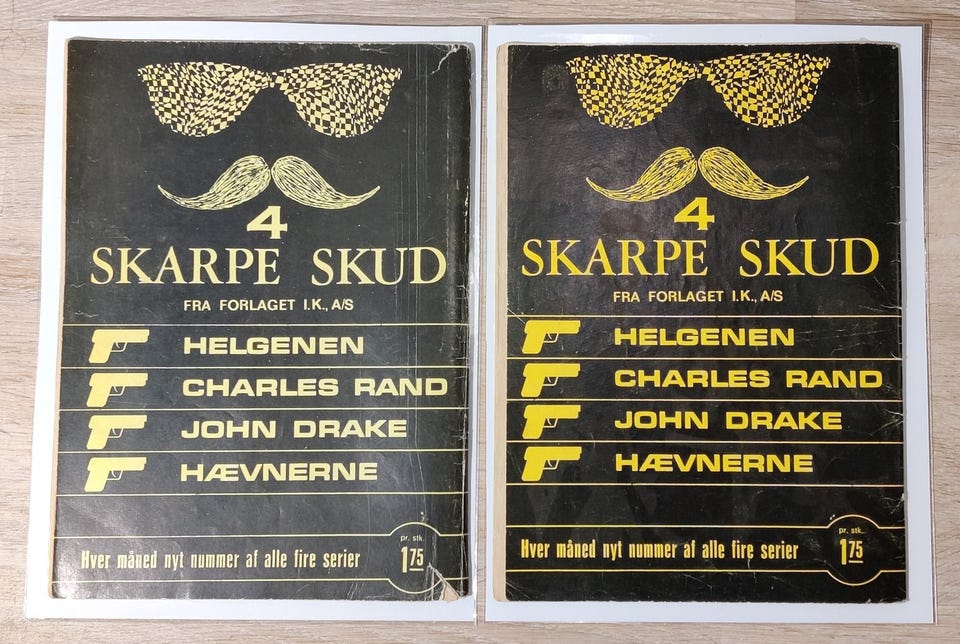 4
SKARPE SKUD
FRA FORLAGET I.K., A/S
HELGENEN
CHARLES RAND
JOHN DRAKE
HÆVNERNE
Hver måned nyt nummer af alle fire serier
pr. stk.
1.75
4
SKARPE SKUD
FRA FORLAGET I.K., A/S
HELGENEN
CHARLES RAND
JOHN DRAKE
HÆVNERNE
Hver måned nyt nummer af alle fire serier
pr. stk.
1.75